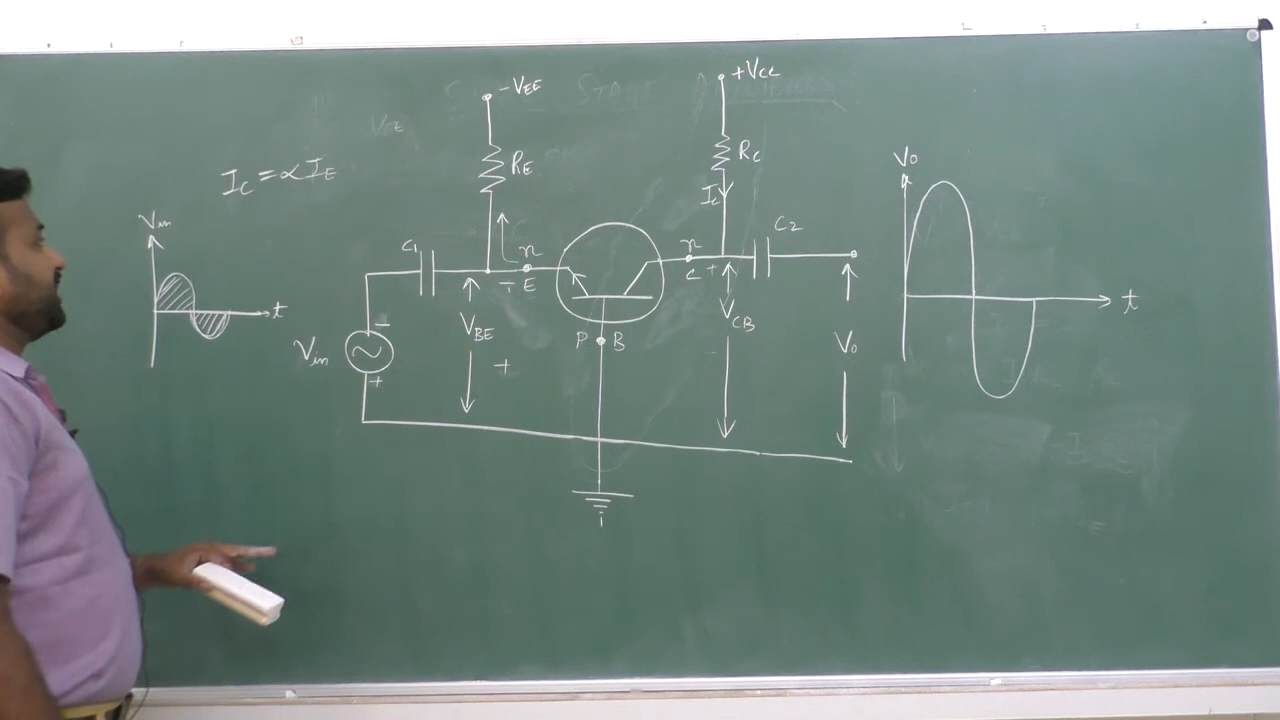 -VEE
+VCC
RE
RC
IC = αIE
IC
Vin
t
C1
n
- E
n
C +
C2
Vin
-
+
VBE
+
P B
VCB
-
Vo
Vo
t